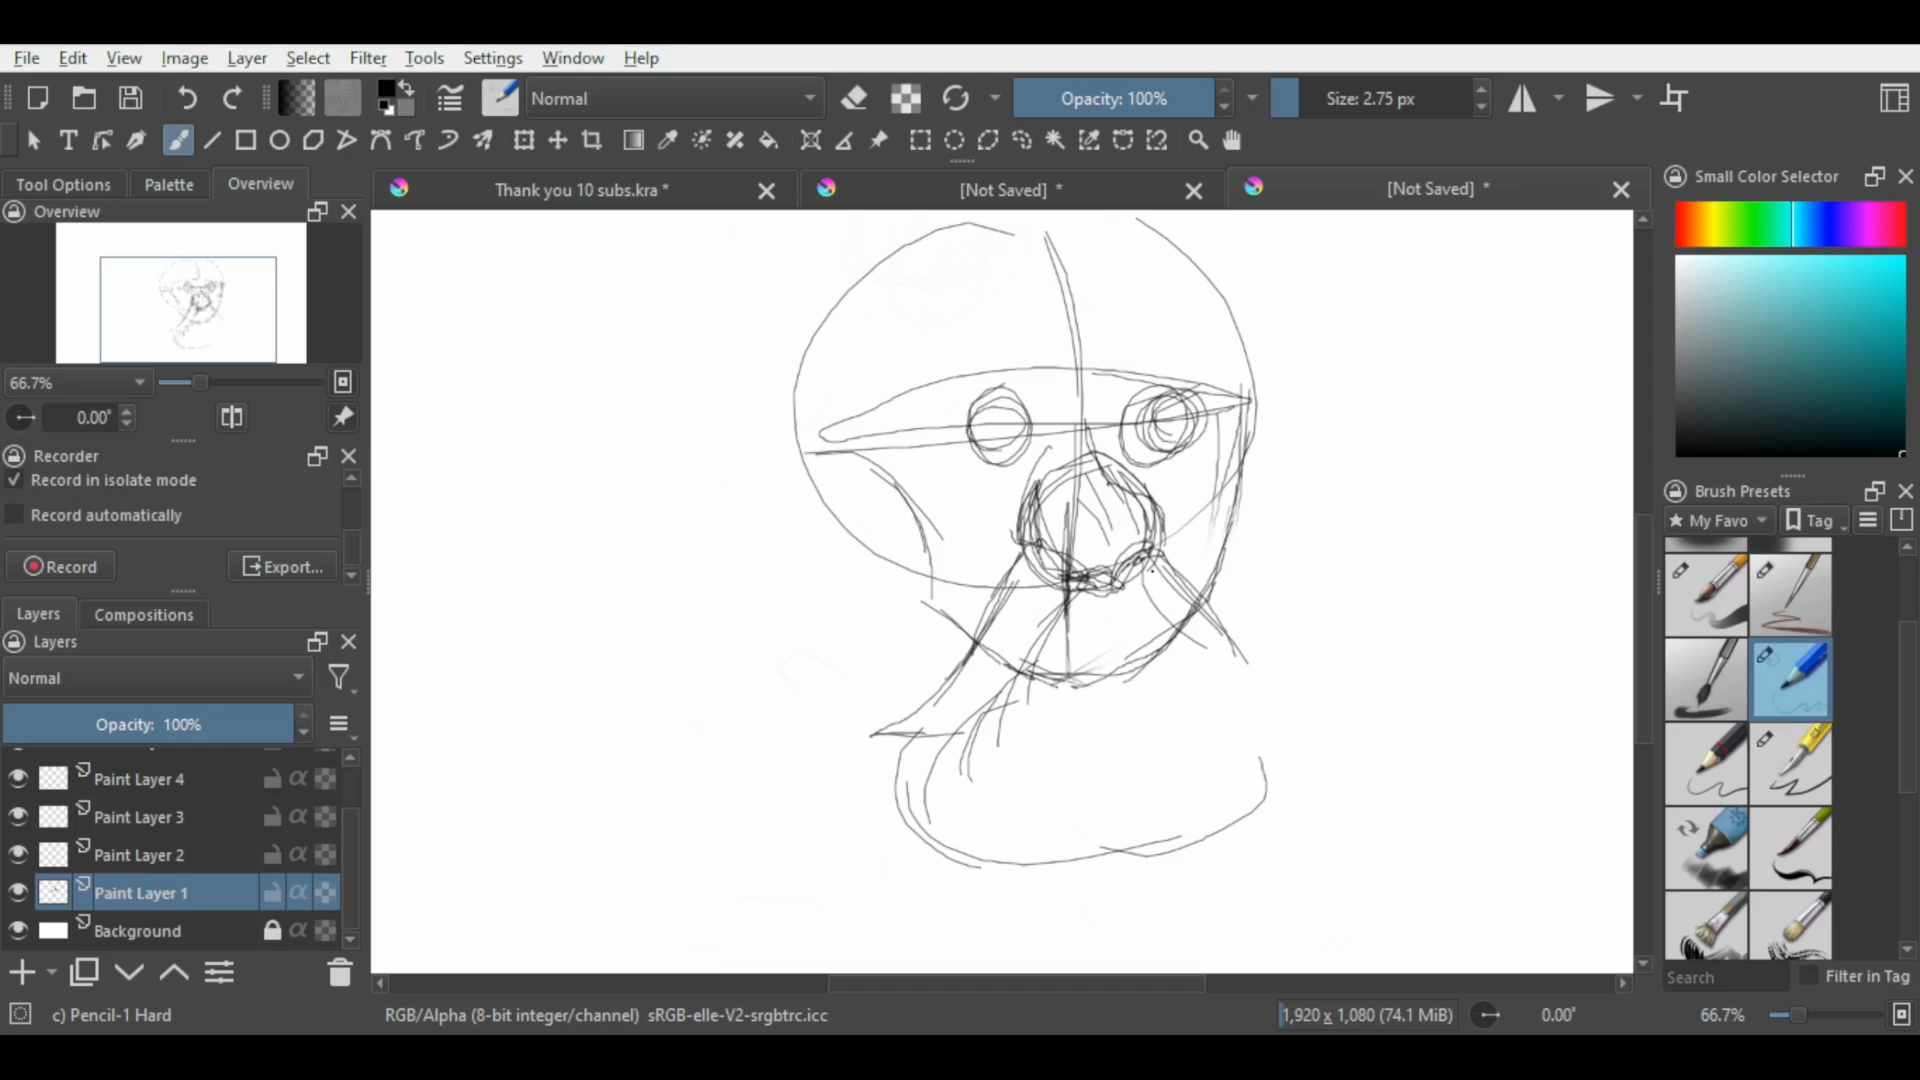 File Edit View Image Layer Select Filter Tools Settings Window Help
Normal
Opacity: 100%
Size: 2.75 px
Tool Options Palette Overview
Thank you 10 subs.kra *
[Not Saved] *
[Not Saved] *
Small Color Selector
Overview
66.7%
0.00°
Recorder
Record in isolate mode
Record automatically
Record
Export...
Brush Presets
My Favo
Tag
Layers Compositions
Layers
Normal
Opacity: 100%
Paint Layer 4
Paint Layer 3
Paint Layer 2
Paint Layer 1
Background
Search
Filter in Tag
c) Pencil-1 Hard
RGB/Alpha (8-bit integer/channel) sRGB-elle-V2-srgbtrc.icc
1,920 x 1,080 (74.1 MiB)
0.00°
66.7%